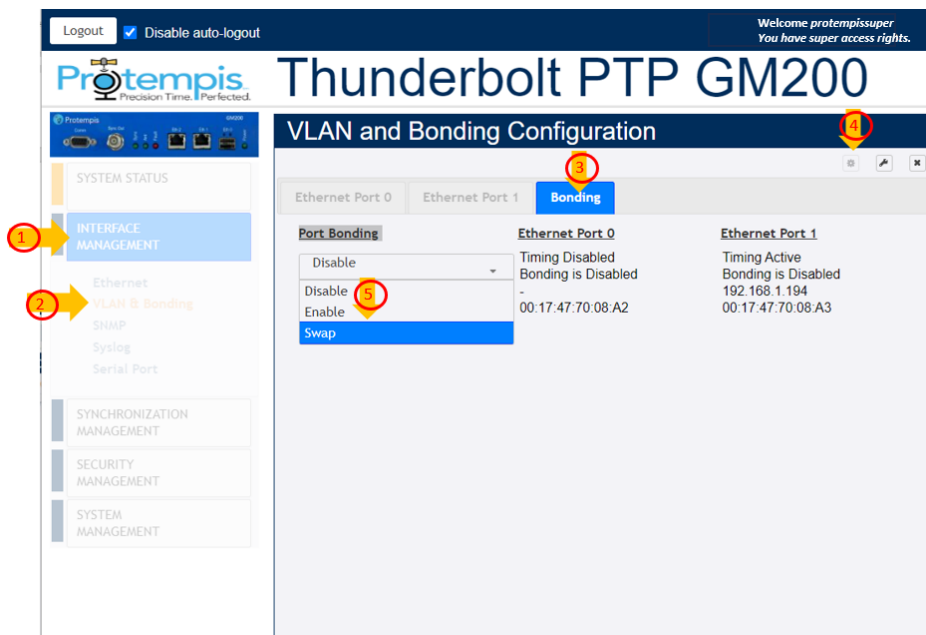 Logout
Disable auto-logout
Welcome protempissuper
You have super access rights.
Protempis
Precision Time. Perfected.
Thunderbolt PTP GM200
Protempis
GM200
VLAN and Bonding Configuration
4
SYSTEM STATUS
3
Ethernet Port 0
Ethernet Port 1
Bonding
1
INTERFACE
MANAGEMENT
Port Bonding
Ethernet Port 0
Ethernet Port 1
Disable
Timing Disabled
Timing Active
Bonding is Disabled
Bonding is Disabled
Ethernet
Disable
5
-
192.168.1.194
2
VLAN & Bonding
Enable
00:17:47:70:08:A2
00:17:47:70:08:A3
SNMP
Swap
Syslog
Serial Port
SYNCHRONIZATION
MANAGEMENT
SECURITY
MANAGEMENT
SYSTEM
MANAGEMENT